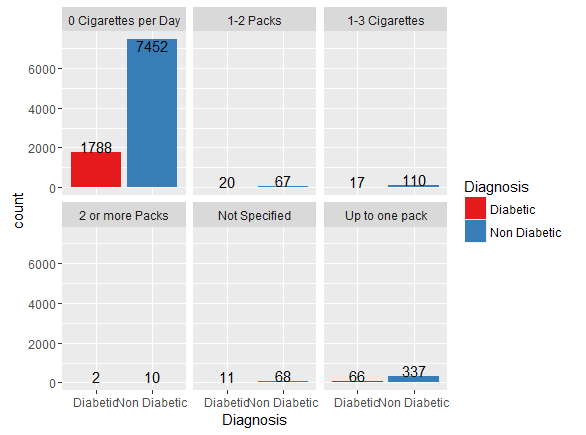 0 Cigarettes per Day
1-2 Packs
1-3 Cigarettes
6000
4000
2000
0
1788
7452
20
67
17
110
2 or more Packs
Not Specified
Up to one pack
6000
4000
2000
0
2
10
11
68
66
337
Diabetic
Non Diabetic
Diabetic
Non Diabetic
Diabetic
Non Diabetic
Diagnosis
count
Diagnosis
Diabetic
Non Diabetic